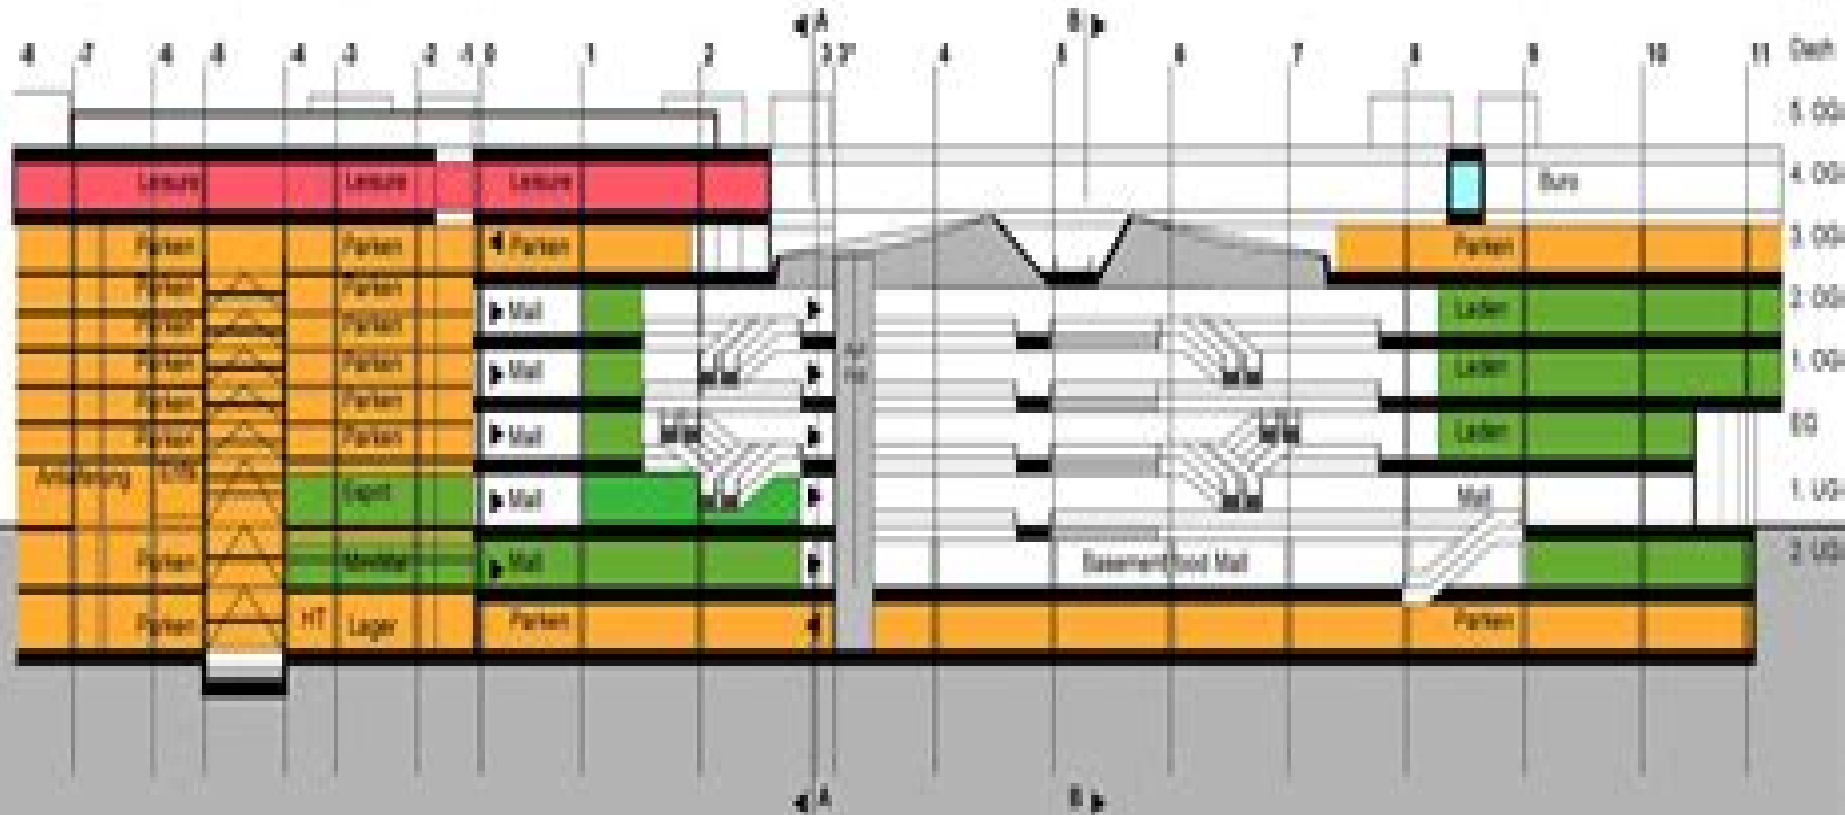 A B
-8 -7 -6 -5 -4 -3 -2 -1 0 1 2 3 3' 4 5 6 7 8 9 10 11 Dach
5. OG
Leisure Leisure Leisure Büro 4. OG
Parken Parken Parken Parken 3. OG
Parken Parken
Mall Laden 2. OG
Parken Parken
Parken Parken Mall Laden 1. OG
Parken Parken
Parken Parken Mall Laden EG
Anlieferung
Esprit Mall Mall 1. UG
Parken Mall Basement food Mall 2. UG
Parken HT Lager Parken Parken
A B